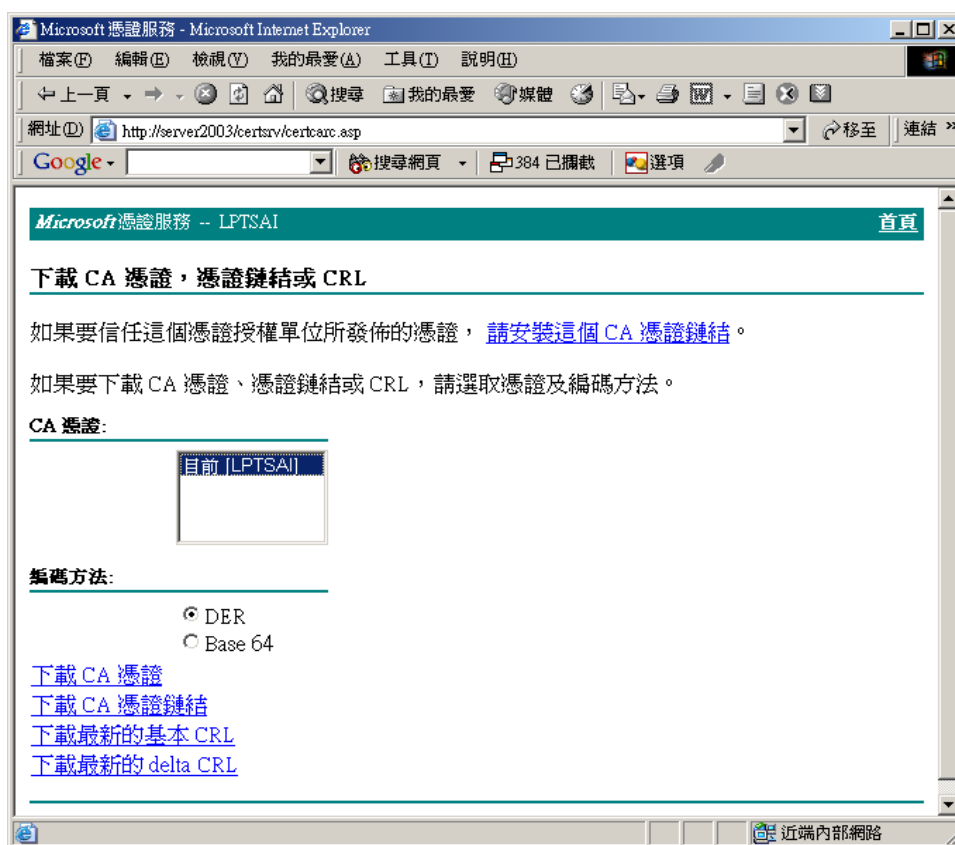 Microsoft 憑證服務 - Microsoft Internet Explorer
檔案(F) 編輯(E) 檢視(V) 我的最愛(A) 工具(T) 說明(H)
上一頁 搜尋 我的最愛 媒體
網址(D) http://server2003/certsrv/certcarc.asp 移至 連結 »
Google 搜尋網頁 384 已攔截 選項
Microsoft 憑證服務 -- LPTSAI 首頁
下載 CA 憑證，憑證鏈結或 CRL
如果要信任這個憑證授權單位所發佈的憑證， 請安裝這個 CA 憑證鏈結。
如果要下載 CA 憑證、憑證鏈結或 CRL，請選取憑證及編碼方法。
CA 憑證:
目前 [LPTSAI]
編碼方法:
DER
Base 64
下載 CA 憑證
下載 CA 憑證鏈結
下載最新的基本 CRL
下載最新的 delta CRL
近端內部網路